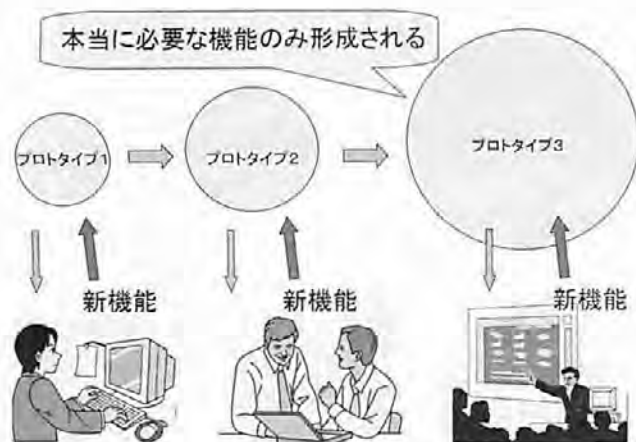 本当に必要な機能のみ形成される
プロトタイプ1
プロトタイプ2
プロトタイプ3
新機能
新機能
新機能